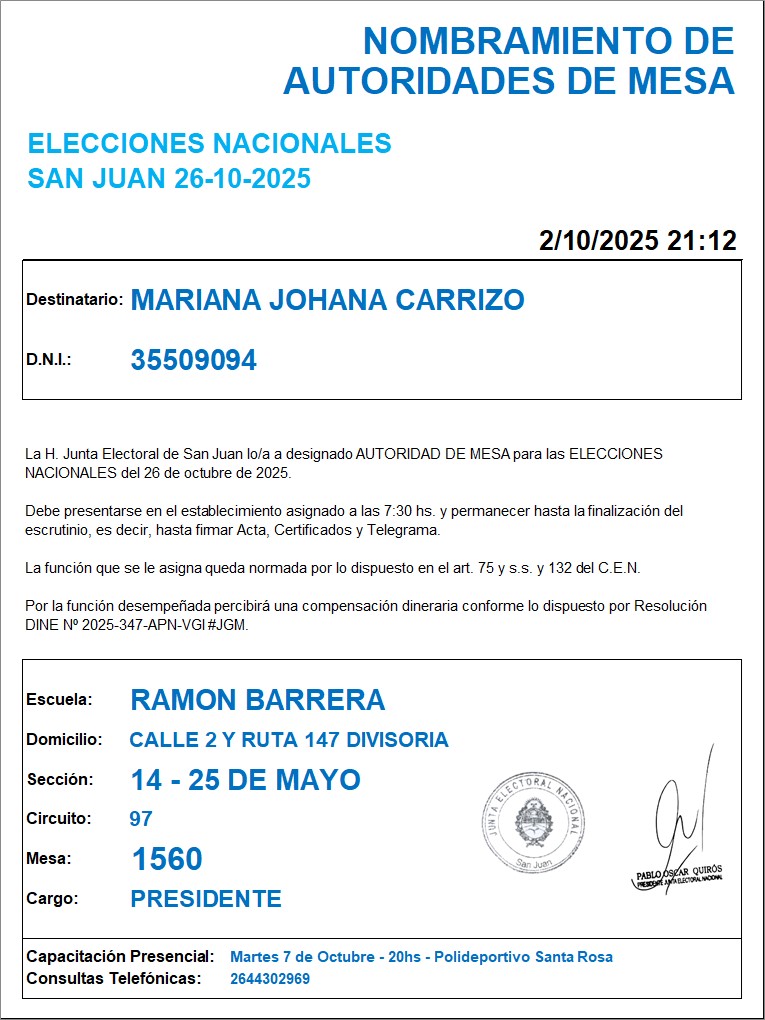 NOMBRAMIENTO DE
AUTORIDADES DE MESA
ELECCIONES NACIONALES
SAN JUAN 26-10-2025
2/10/2025 21:12
Destinatario: MARIANA JOHANA CARRIZO
D.N.I.: 35509094
La H. Junta Electoral de San Juan lo/a a designado AUTORIDAD DE MESA para las ELECCIONES
NACIONALES del 26 de octubre de 2025.
Debe presentarse en el establecimiento asignado a las 7:30 hs. y permanecer hasta la finalización del
escrutinio, es decir, hasta firmar Acta, Certificados y Telegrama.
La función que se le asigna queda normada por lo dispuesto en el art. 75 y s.s. y 132 del C.E.N.
Por la función desempeñada percibirá una compensación dineraria conforme lo dispuesto por Resolución
DINE Nº 2025-347-APN-VGI#JGM.
Escuela: RAMON BARRERA
Domicilio: CALLE 2 Y RUTA 147 DIVISORIA
Sección: 14 - 25 DE MAYO
Circuito: 97
Mesa: 1560
Cargo: PRESIDENTE
JUNTA ELECTORAL NACIONAL
San Juan
PABLO OSCAR QUIRÓS
PRESIDENTE JUNTA ELECTORAL NACIONAL
Capacitación Presencial: Martes 7 de Octubre - 20hs - Polideportivo Santa Rosa
Consultas Telefónicas: 2644302969